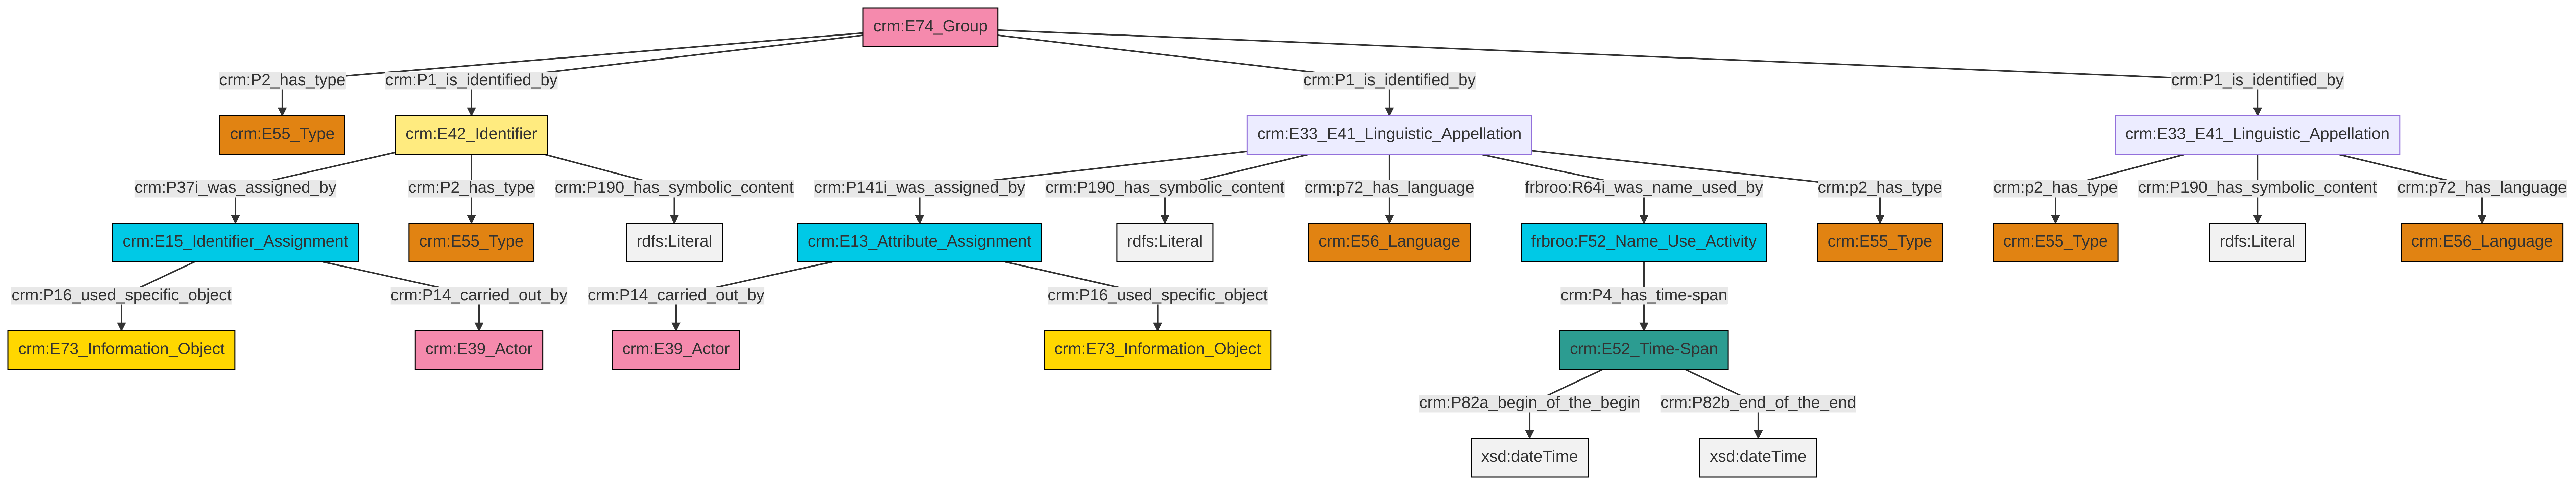 crm:E74_Group
crm:P2_has_type
crm:P1_is_identified_by
crm:P1_is_identified_by
crm:P1_is_identified_by
crm:E55_Type
crm:E42_Identifier
crm:E33_E41_Linguistic_Appellation
crm:E33_E41_Linguistic_Appellation
crm:P37i_was_assigned_by
crm:P2_has_type
crm:P190_has_symbolic_content
crm:P141i_was_assigned_by
crm:P190_has_symbolic_content
crm:p72_has_language
frbroo:R64i_was_name_used_by
crm:p2_has_type
crm:p2_has_type
crm:P190_has_symbolic_content
crm:p72_has_language
crm:E15_Identifier_Assignment
crm:E55_Type
rdfs:Literal
crm:E13_Attribute_Assignment
rdfs:Literal
crm:E56_Language
frbroo:F52_Name_Use_Activity
crm:E55_Type
crm:E55_Type
rdfs:Literal
crm:E56_Language
crm:P16_used_specific_object
crm:P14_carried_out_by
crm:P14_carried_out_by
crm:P16_used_specific_object
crm:P4_has_time-span
crm:E73_Information_Object
crm:E39_Actor
crm:E39_Actor
crm:E73_Information_Object
crm:E52_Time-Span
crm:P82a_begin_of_the_begin
crm:P82b_end_of_the_end
xsd:dateTime
xsd:dateTime